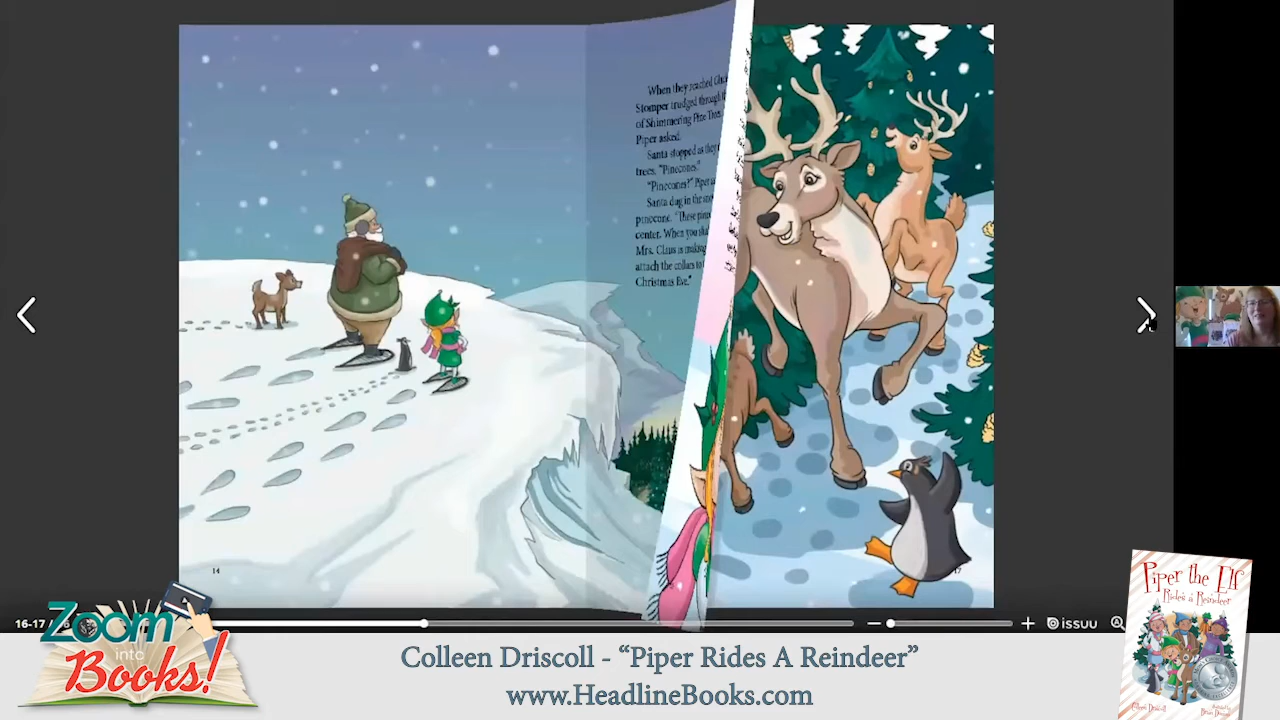 When they reached
Stomper trudged through
of Shimmering Pine Trees
Piper asked.
Santa stopped as they
trees. "Pinecones."
"Pinecones?" Piper
Santa dug in the
pinecone. "These
center. When you
Mrs. Claus is making
attach the collars to
Christmas Eve."
14
17
16-17 /
issuu
Zoom
into
Books!
Colleen Driscoll - “Piper Rides A Reindeer”
www.HeadlineBooks.com
Piper the Elf
Rides a Reindeer
Colleen Driscoll